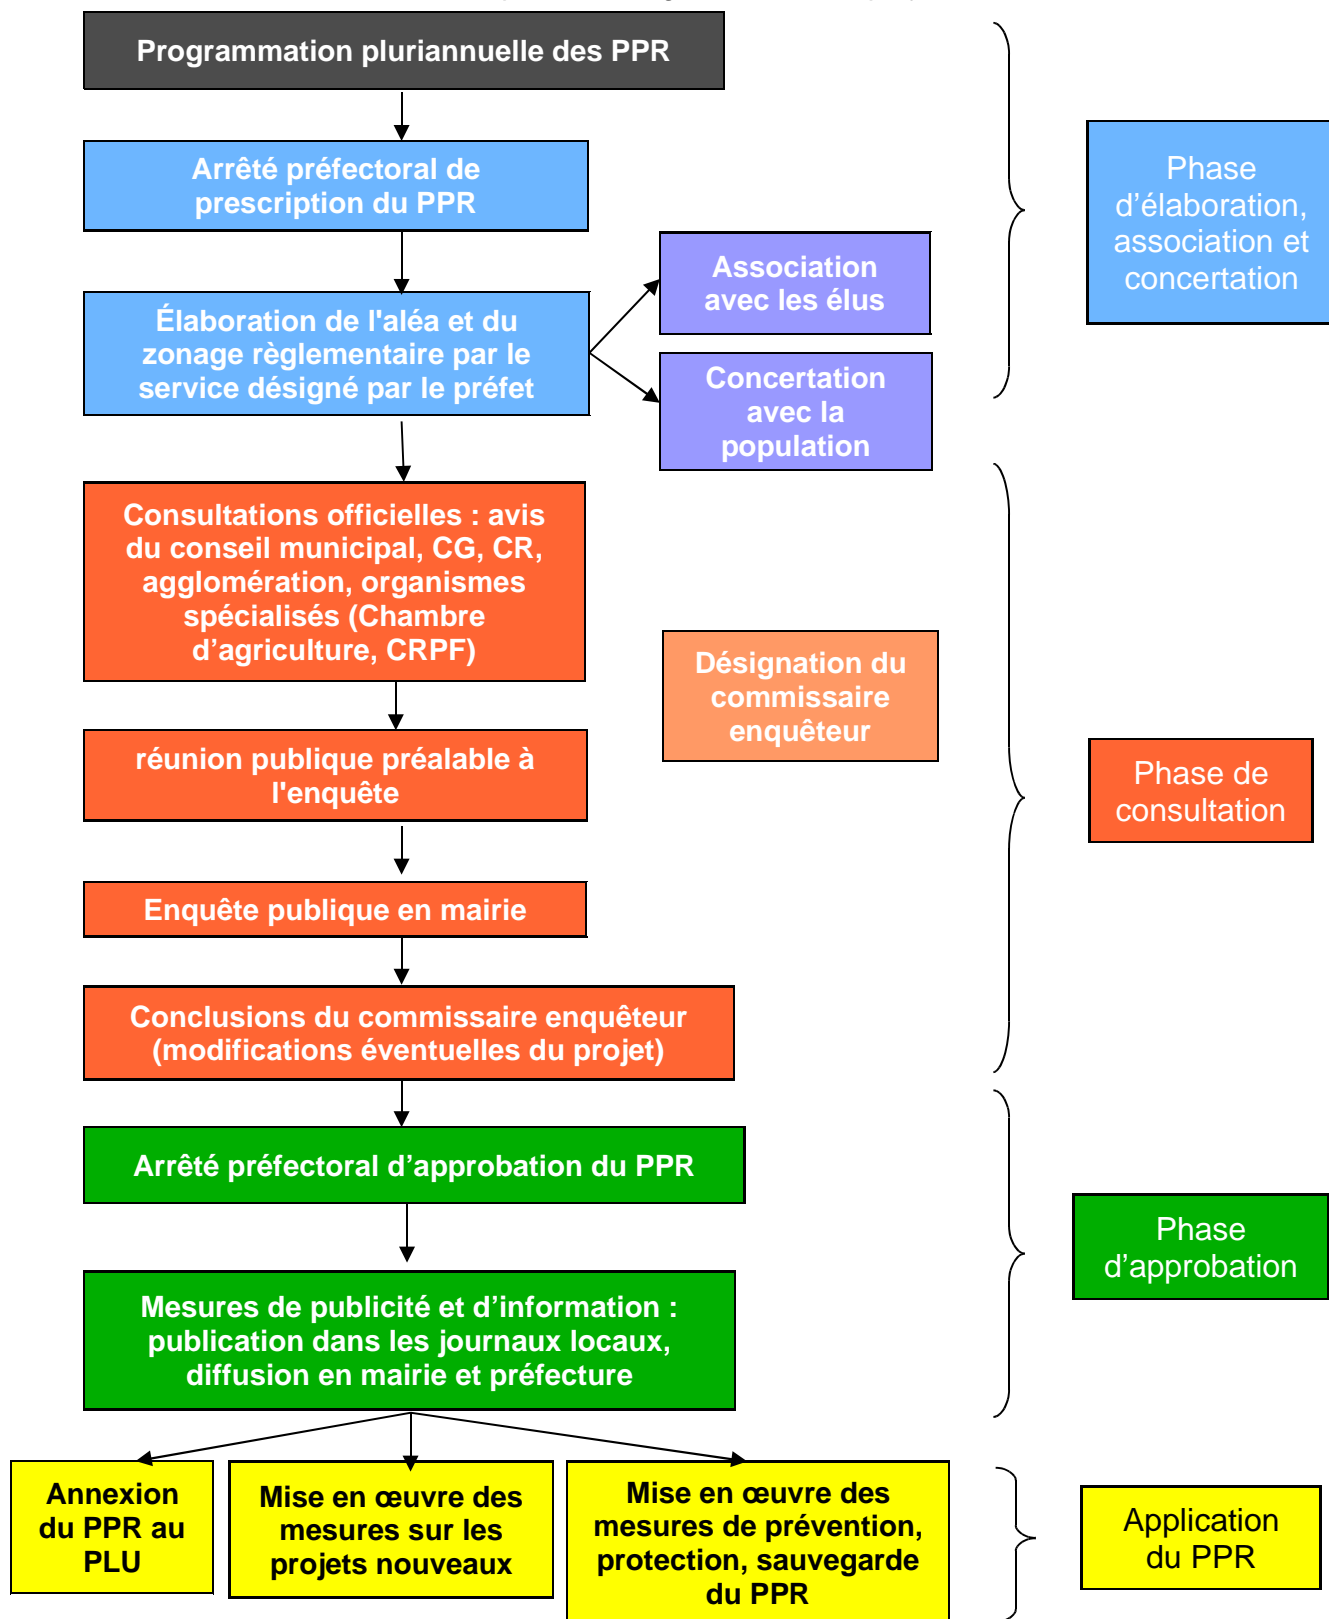 Programmation pluriannuelle des PPR
Arrêté préfectoral de
prescription du PPR
Élaboration de l'aléa et du
zonage règlementaire par le
service désigné par le préfet
Association
avec les élus
Concertation
avec la
population
Phase
d’élaboration,
association et
concertation
Consultations officielles : avis
du conseil municipal, CG, CR,
agglomération, organismes
spécialisés (Chambre
d’agriculture, CRPF)
Désignation du
commissaire
enquêteur
réunion publique préalable à
l'enquête
Enquête publique en mairie
Conclusions du commissaire enquêteur
(modifications éventuelles du projet)
Phase de
consultation
Arrêté préfectoral d’approbation du PPR
Mesures de publicité et d’information :
publication dans les journaux locaux,
diffusion en mairie et préfecture
Phase
d’approbation
Annexion
du PPR au
PLU
Mise en œuvre des
mesures sur les
projets nouveaux
Mise en œuvre des
mesures de prévention,
protection, sauvegarde
du PPR
Application
du PPR